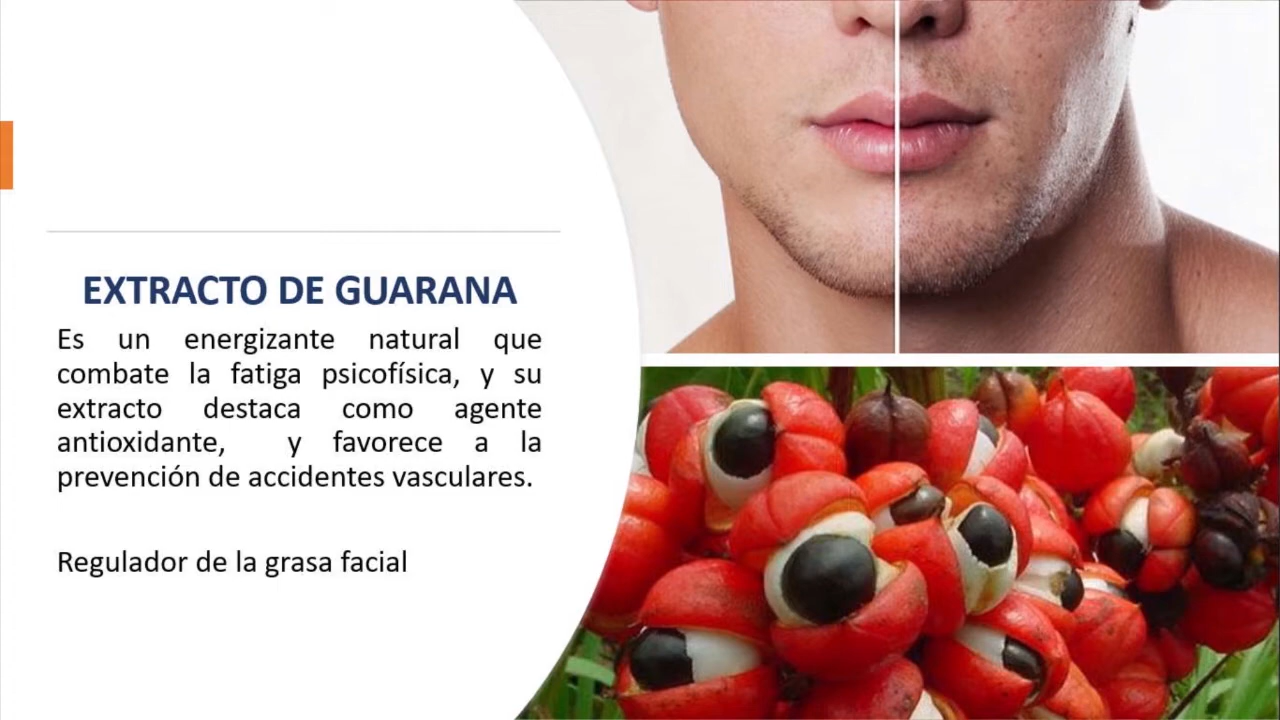 EXTRACTO DE GUARANA
Es un energizante natural que
combate la fatiga psicofísica, y su
extracto destaca como agente
antioxidante, y favorece a la
prevención de accidentes vasculares.
Regulador de la grasa facial